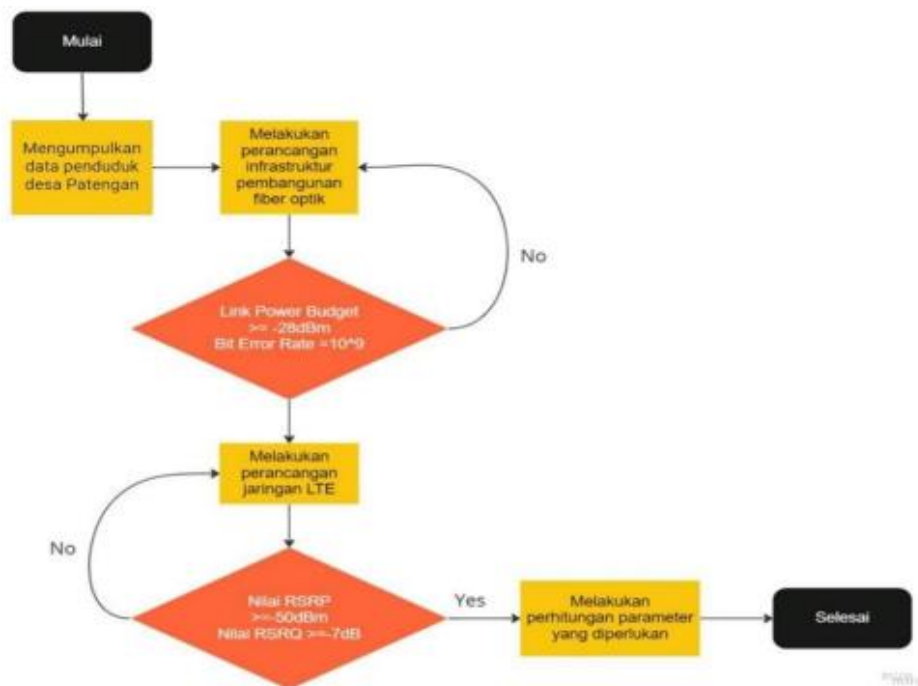 Mulai
Mengumpulkan
data penduduk
desa Patengan
Melakukan
perancangan
infrastruktur
pembangunan
fiber optik
No
Link Power Budget
>= -28dBm
Bit Error Rate =10^9
Melakukan
perancangan
jaringan LTE
No
Nilai RSRP
>=-50dBm
Nilai RSRQ >=-7dB
Yes
Melakukan
perhitungan parameter
yang diperlukan
Selesai